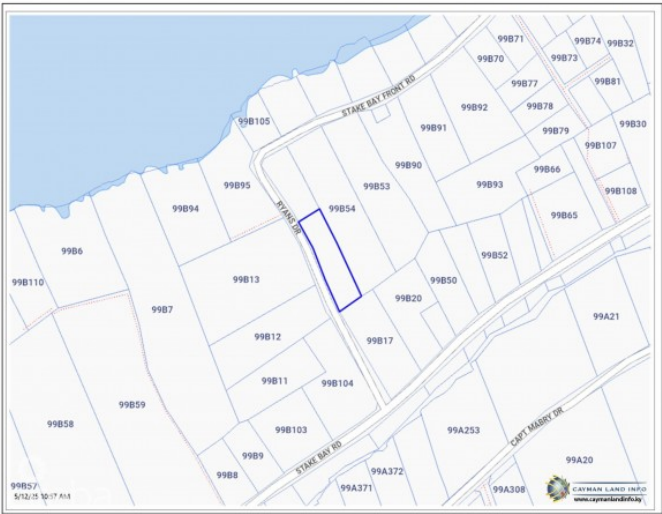 99B71
99B74
99B32
99B70
99B73
99B77
99B81
STAKE BAY FRONT RD
99B92
99B78
99B105
99B91
99B79
99B30
99B107
99B90
99B66
99B95
99B53
99B93
99B108
99B94
RYANS DR
99B54
99B65
99B6
99B52
99B110
99B13
99B50
99B7
99B20
99A21
99B12
99B17
99B11
99B104
99B59
99B58
99B103
99A253
CAPT MABRY DR
99B9
STAKE BAY RD
99B8
99A372
99A20
99B57
99A371
99A308
CAYMAN LAND INFO
www.caymanlandinfo.ky